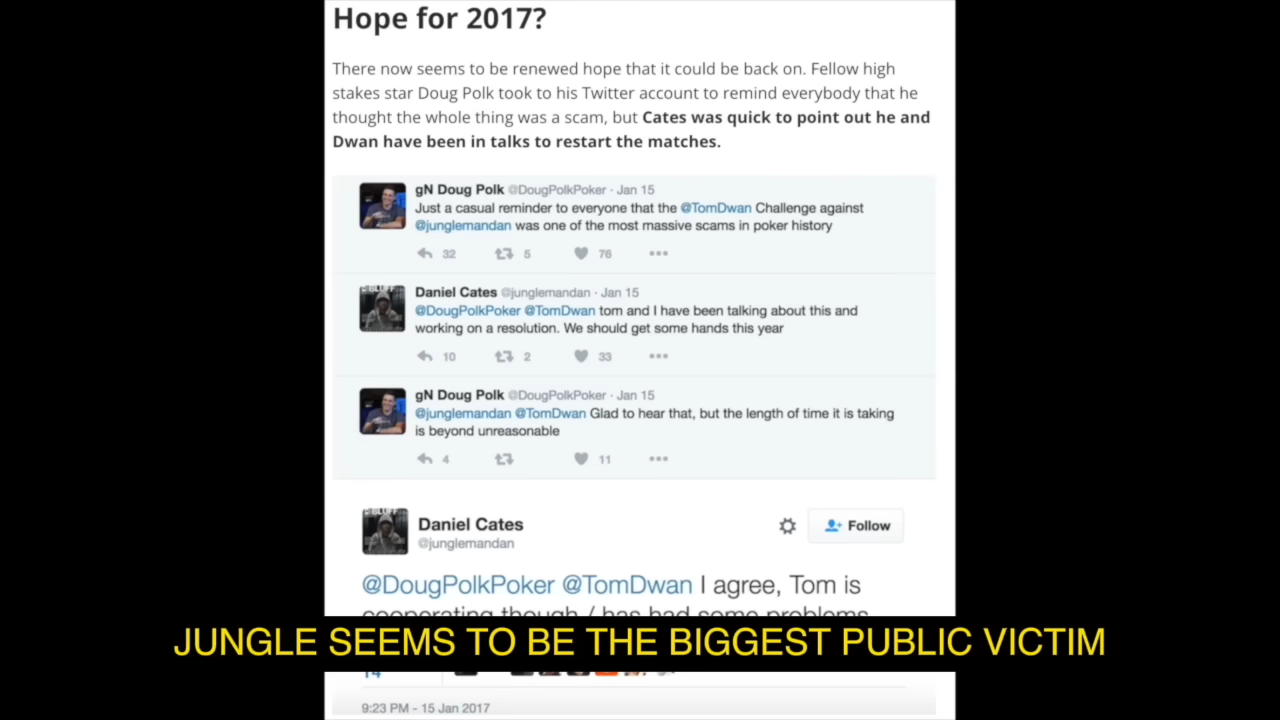 Hope for 2017?
There now seems to be renewed hope that it could be back on. Fellow high
stakes star Doug Polk took to his Twitter account to remind everybody that he
thought the whole thing was a scam, but Cates was quick to point out he and
Dwan have been in talks to restart the matches.
gN Doug Polk @DougPolkPoker · Jan 15
Just a casual reminder to everyone that the @TomDwan Challenge against
@junglemandan was one of the most massive scams in poker history
32 5 76
Daniel Cates @junglemandan · Jan 15
@DougPolkPoker @TomDwan tom and I have been talking about this and
working on a resolution. We should get some hands this year
10 2 33
gN Doug Polk @DougPolkPoker · Jan 15
@junglemandan @TomDwan Glad to hear that, but the length of time it is taking
is beyond unreasonable
4 11
Daniel Cates
Follow
@junglemandan
@DougPolkPoker @TomDwan I agree, Tom is
cooperating though / has had some problems
JUNGLE SEEMS TO BE THE BIGGEST PUBLIC VICTIM
14
9:23 PM - 15 Jan 2017